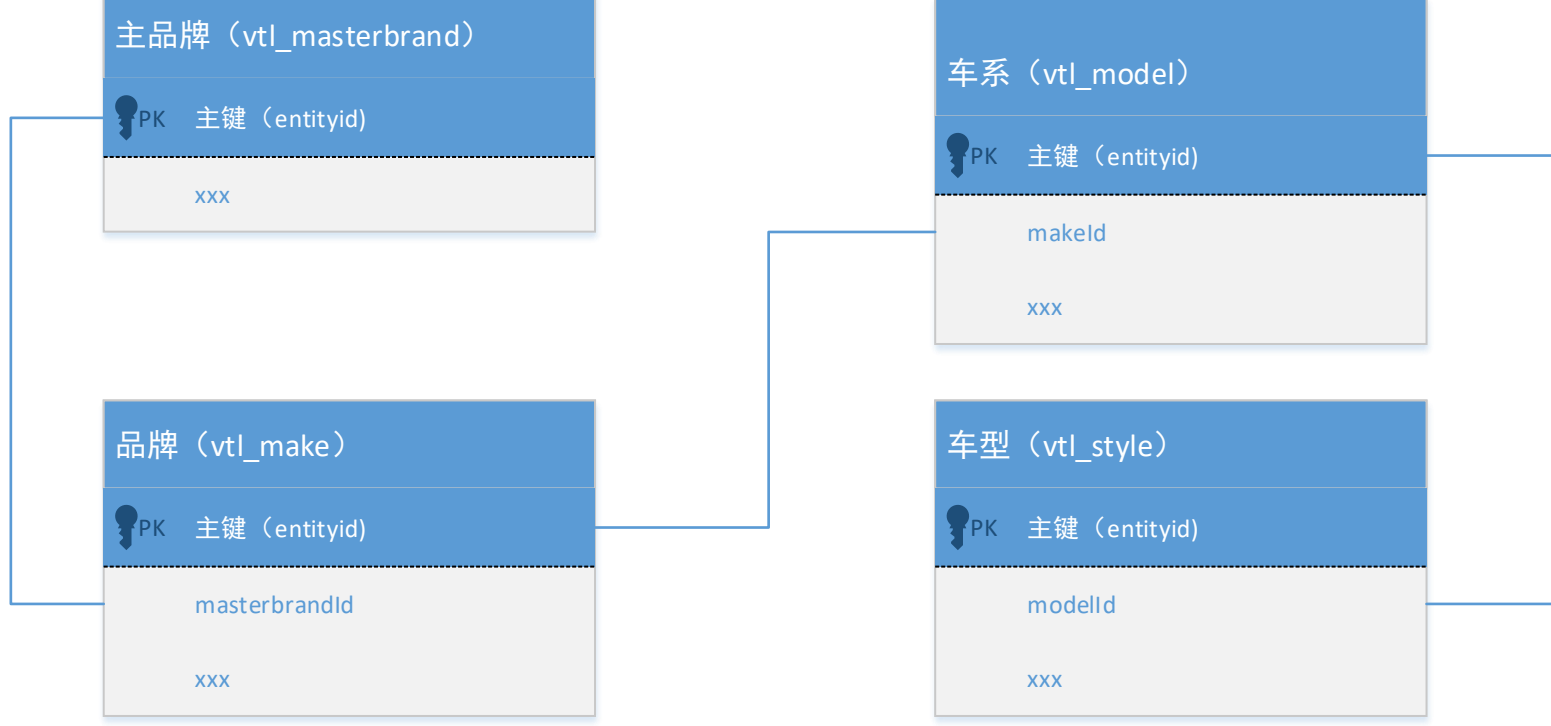 主品牌（vtl_masterbrand）
PK 主键（entityid)
xxx
车系（vtl_model）
PK 主键（entityid)
makeId
xxx
品牌（vtl_make）
PK 主键（entityid)
masterbrandId
xxx
车型（vtl_style）
PK 主键（entityid)
modelId
xxx